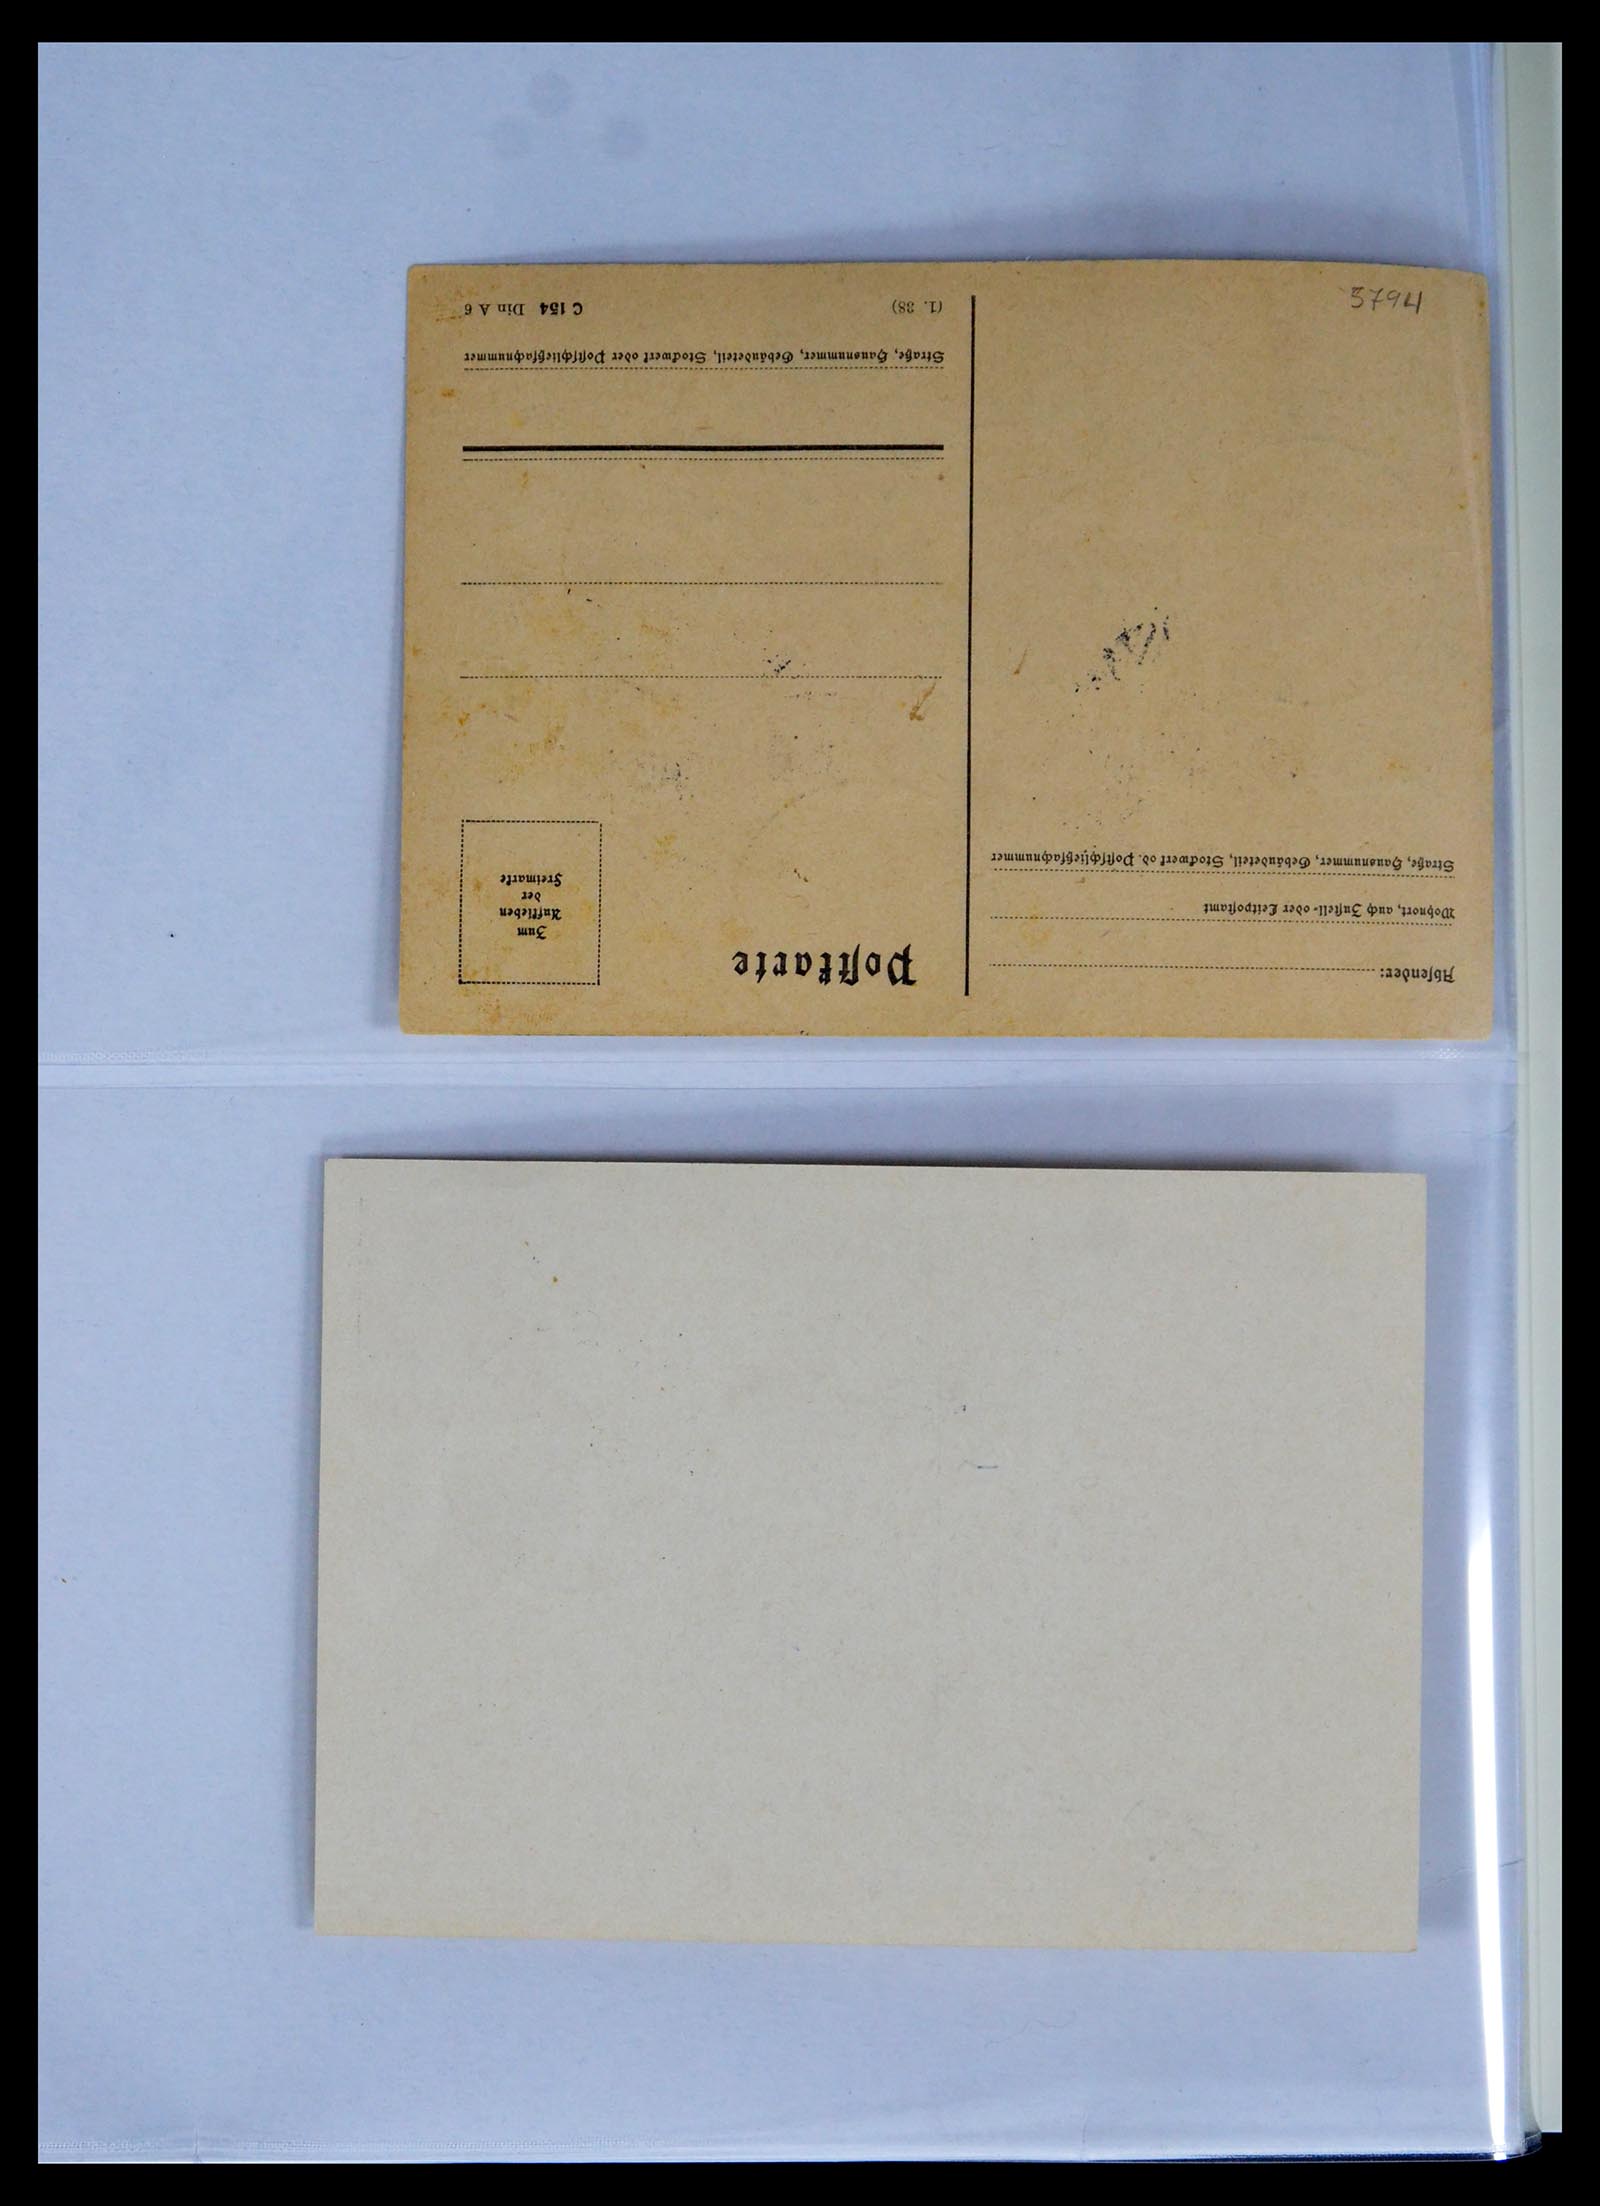 5794
Postkarte
Absender:
Wohnort, auch Zustell- oder Leitpostamt
Straße, Hausnummer, Gebäudeteil, Stockwerk od. Postschließfachnummer
Zum
Aufkleben
der
Freimarke
Straße, Hausnummer, Gebäudeteil, Stockwerk oder Postschließfachnummer
(1. 38)
C 154 Din A 6